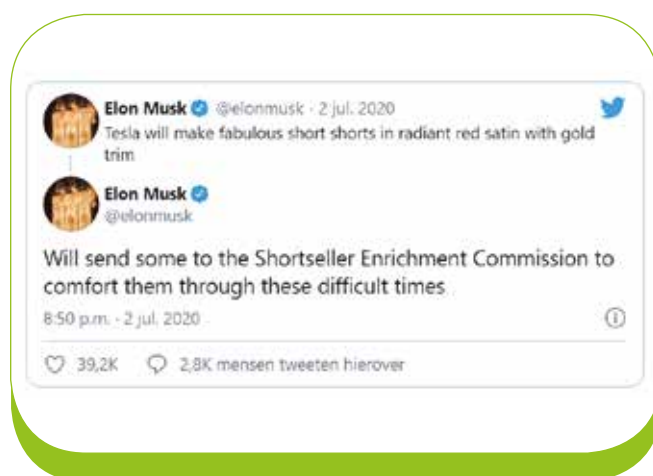 Elon Musk @elonmusk · 2 jul. 2020
Tesla will make fabulous short shorts in radiant red satin with gold
trim
Elon Musk
@elonmusk
Will send some to the Shortseller Enrichment Commission to
comfort them through these difficult times
8:50 p.m. · 2 jul. 2020
39,2K 2,8K mensen tweeten hierover